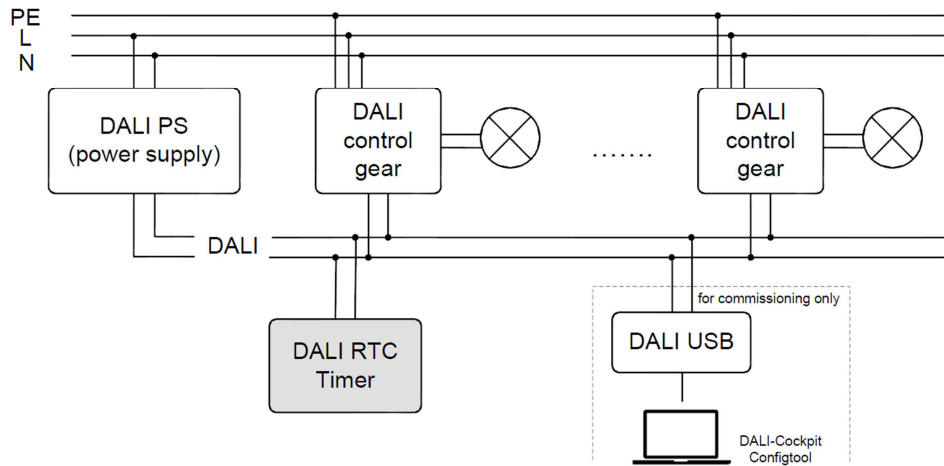 PE
L
N
DALI PS
(power supply)
DALI
control
gear
.......
DALI
control
gear
DALI
for commissioning only
DALI RTC
Timer
DALI USB
DALI-Cockpit
Configtool